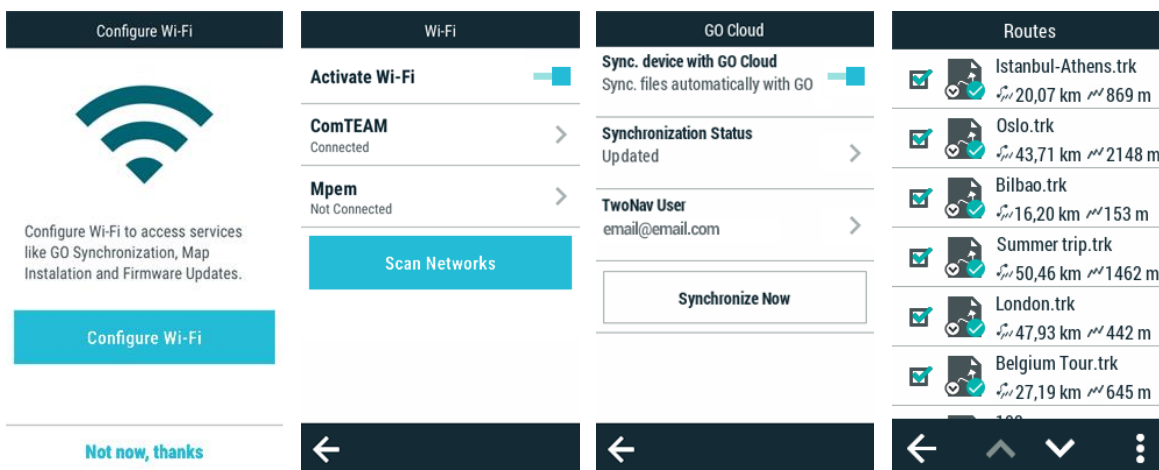 Configure Wi-Fi
Configure Wi-Fi to access services
like GO Synchronization, Map
Instalation and Firmware Updates.
Configure Wi-Fi
Not now, thanks
Wi-Fi
Activate Wi-Fi
ComTEAM
Connected
Mpem
Not Connected
Scan Networks
GO Cloud
Sync. device with GO Cloud
Sync. files automatically with GO
Synchronization Status
Updated
TwoNav User
email@email.com
Synchronize Now
Routes
Istanbul-Athens.trk
20,07 km 869 m
Oslo.trk
43,71 km 2148 m
Bilbao.trk
16,20 km 153 m
Summer trip.trk
50,46 km 1462 m
London.trk
47,93 km 442 m
Belgium Tour.trk
27,19 km 645 m